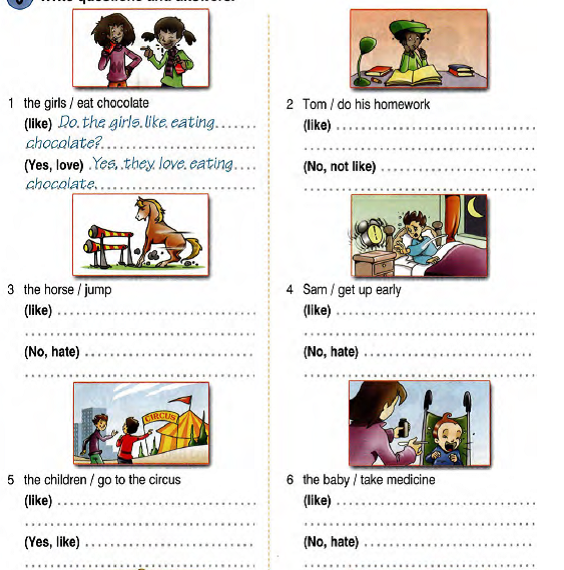 Write questions and answers.
1 the girls / eat chocolate
(like) Do the girls like eating
chocolate?
(Yes, love) Yes, they love eating
chocolate.
2 Tom / do his homework
(like)
(No, not like)
3 the horse / jump
(like)
(No, hate)
4 Sam / get up early
(like)
(No, hate)
CIRCUS
5 the children / go to the circus
(like)
(Yes, like)
6 the baby / take medicine
(like)
(No, hate)